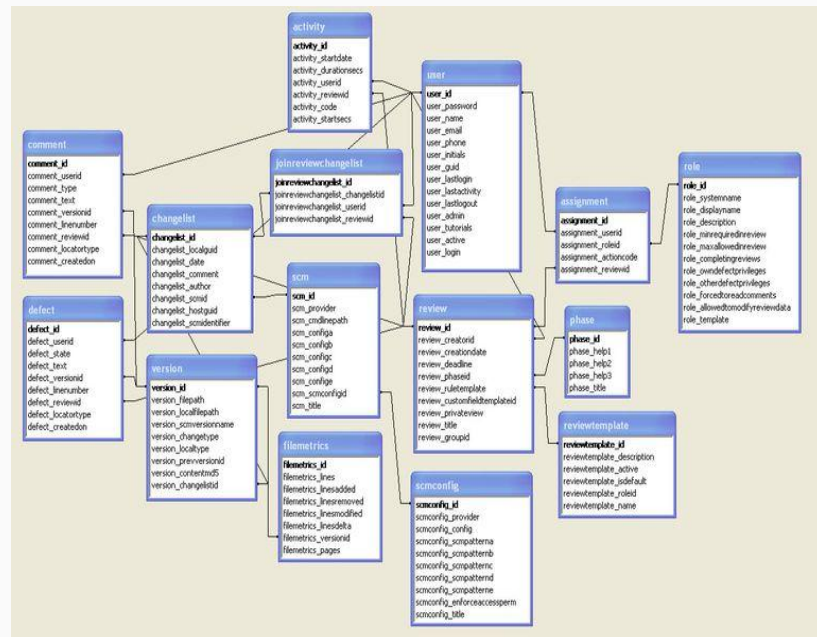 activity
activity_id
activity_startdate
activity_durationsecs
activity_userid
activity_reviewid
activity_code
activity_startsecs
user
user_id
user_password
user_name
user_email
user_phone
user_initials
user_guid
user_lastlogin
user_lastactivity
user_lastlogout
user_admin
user_tutorials
user_active
user_login
comment
comment_id
comment_userid
comment_type
comment_text
comment_versionid
comment_linenumber
comment_reviewid
comment_locatortype
comment_createdon
joinreviewchangelist
joinreviewchangelist_id
joinreviewchangelist_changelistid
joinreviewchangelist_userid
joinreviewchangelist_reviewid
role
role_id
role_systemname
role_displayname
role_description
role_minrequiredinreview
role_maxallowedinreview
role_completingreviews
role_owndefectprivileges
role_otherdefectprivileges
role_forcedtoreadcomments
role_allowedtomodifyreviewdata
role_template
assignment
assignment_id
assignment_userid
assignment_roleid
assignment_actioncode
assignment_reviewid
changelist
changelist_id
changelist_localguid
changelist_date
changelist_comment
changelist_author
changelist_scmid
changelist_hostguid
changelist_scmidentifier
scm
scm_id
scm_provider
scm_cmdlinepath
scm_configa
scm_configb
scm_configc
scm_configd
scm_confige
scm_scmconfigid
scm_title
defect
defect_id
defect_userid
defect_state
defect_text
defect_versionid
defect_linenumber
defect_reviewid
defect_locatortype
defect_createdon
review
review_id
review_creatorid
review_creationdate
review_deadline
review_phaseid
review_ruletemplate
review_customfieldtemplateid
review_privateview
review_title
review_groupid
phase
phase_id
phase_help1
phase_help2
phase_help3
phase_title
version
version_id
version_filepath
version_localfilepath
version_scmversionname
version_changetype
version_localtype
version_prevversionid
version_contentmd5
version_changelistid
reviewtemplate
reviewtemplate_id
reviewtemplate_description
reviewtemplate_active
reviewtemplate_isdefault
reviewtemplate_roleid
reviewtemplate_name
filemetrics
filemetrics_id
filemetrics_lines
filemetrics_linesadded
filemetrics_linesremoved
filemetrics_linesmodified
filemetrics_linesdelta
filemetrics_versionid
filemetrics_pages
scmconfig
scmconfig_id
scmconfig_provider
scmconfig_config
scmconfig_scmpatterna
scmconfig_scmpatternb
scmconfig_scmpatternc
scmconfig_scmpatternd
scmconfig_scmpatterne
scmconfig_enforceaccessperm
scmconfig_title